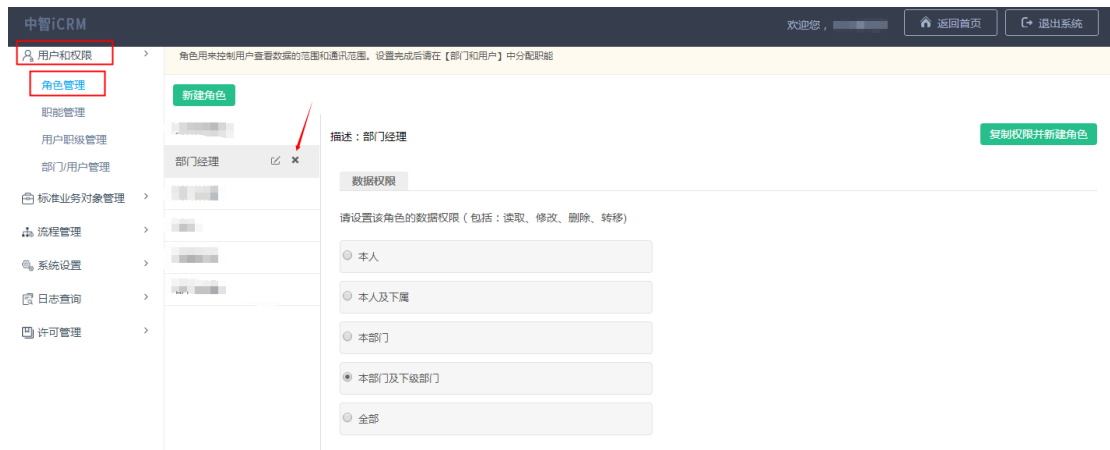 中智iCRM
欢迎您，
返回首页
退出系统
用户和权限
角色管理
职能管理
用户职级管理
部门/用户管理
标准业务对象管理
流程管理
系统设置
日志查询
许可管理
角色用来控制用户查看数据的范围和通讯范围。设置完成后请在【部门和用户】中分配职能
新建角色
部门经理
描述：部门经理
复制权限并新建角色
数据权限
请设置该角色的数据权限（包括：读取、修改、删除、转移)
本人
本人及下属
本部门
本部门及下级部门
全部